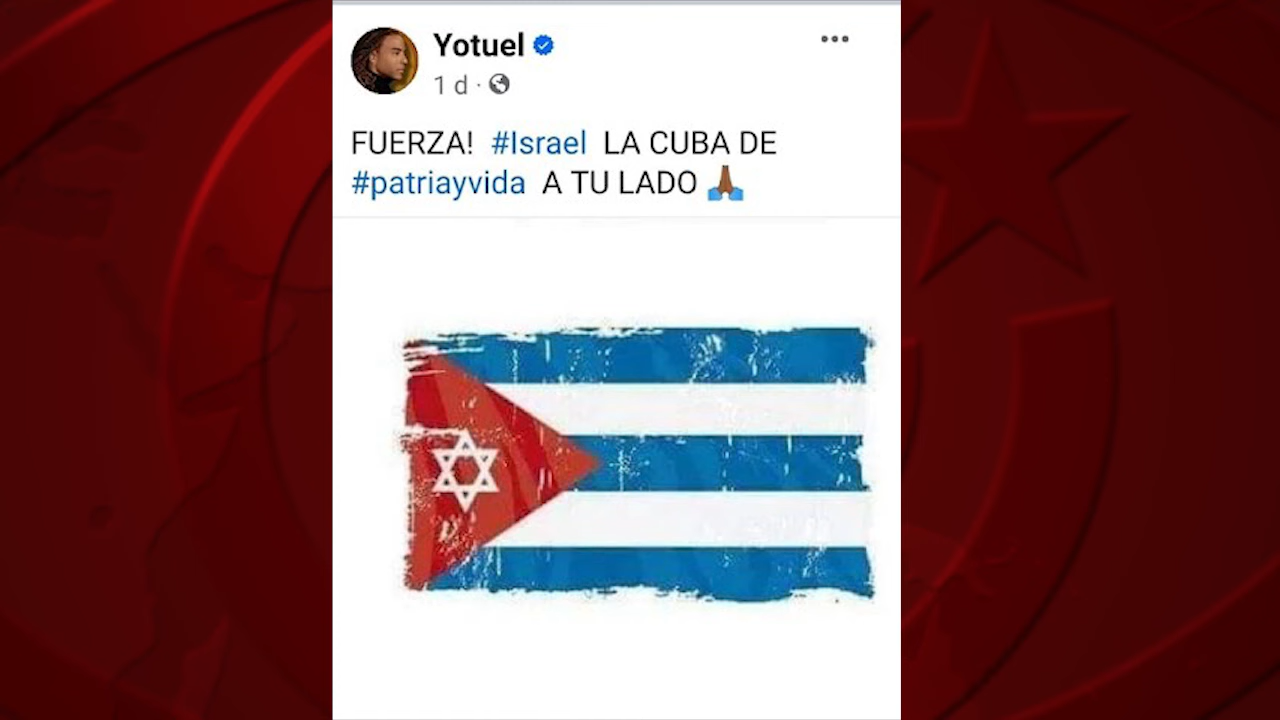 Yotuel
1 d ·
FUERZA! #Israel LA CUBA DE
#patriayvida A TU LADO 🙏🏾